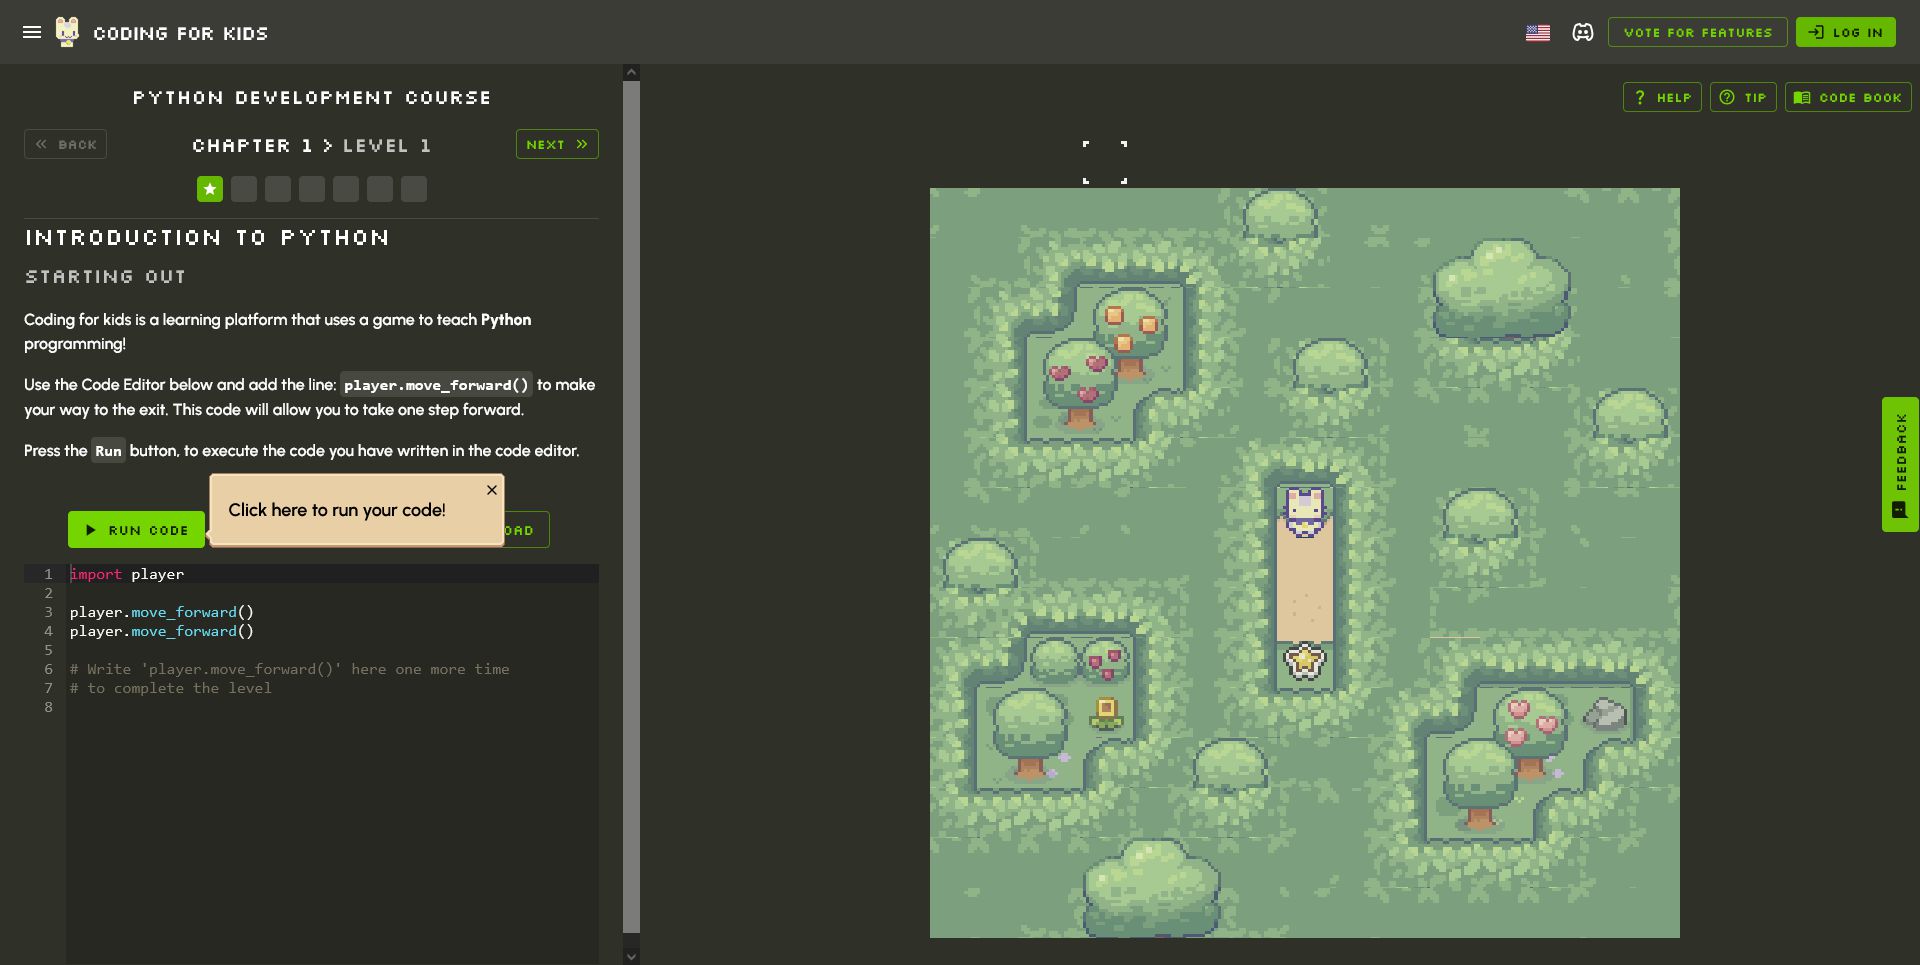 CODING FOR KIDS
VOTE FOR FEATURES
LOG IN
PYTHON DEVELOPMENT COURSE
BACK
CHAPTER 1 > LEVEL 1
NEXT
HELP
TIP
CODE BOOK
INTRODUCTION TO PYTHON
STARTING OUT
Coding for kids is a learning platform that uses a game to teach Python
programming!
Use the Code Editor below and add the line: player.move_forward() to make
your way to the exit. This code will allow you to take one step forward.
Press the Run button, to execute the code you have written in the code editor.
Click here to run your code!
RUN CODE
1 import player
2
3 player.move_forward()
4 player.move_forward()
5
6 # Write 'player.move_forward()' here one more time
7 # to complete the level
8
FEEDBACK